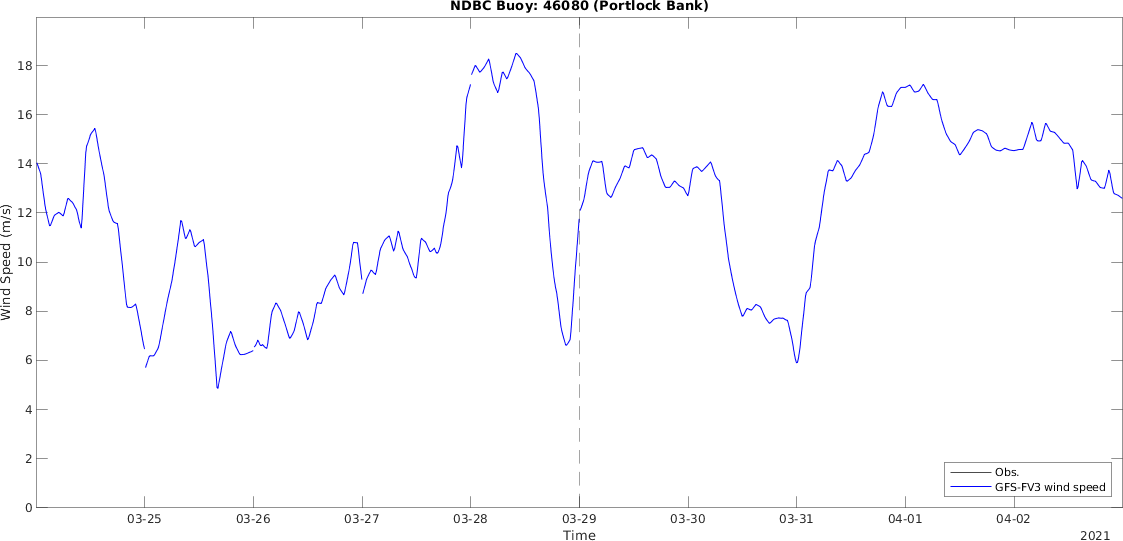 NDBC Buoy: 46080 (Portlock Bank)
Wind Speed (m/s)
18
16
14
12
10
8
6
4
2
0
03-25 03-26 03-27 03-28 03-29 03-30 03-31 04-01 04-02
Time
2021
Obs.
GFS-FV3 wind speed